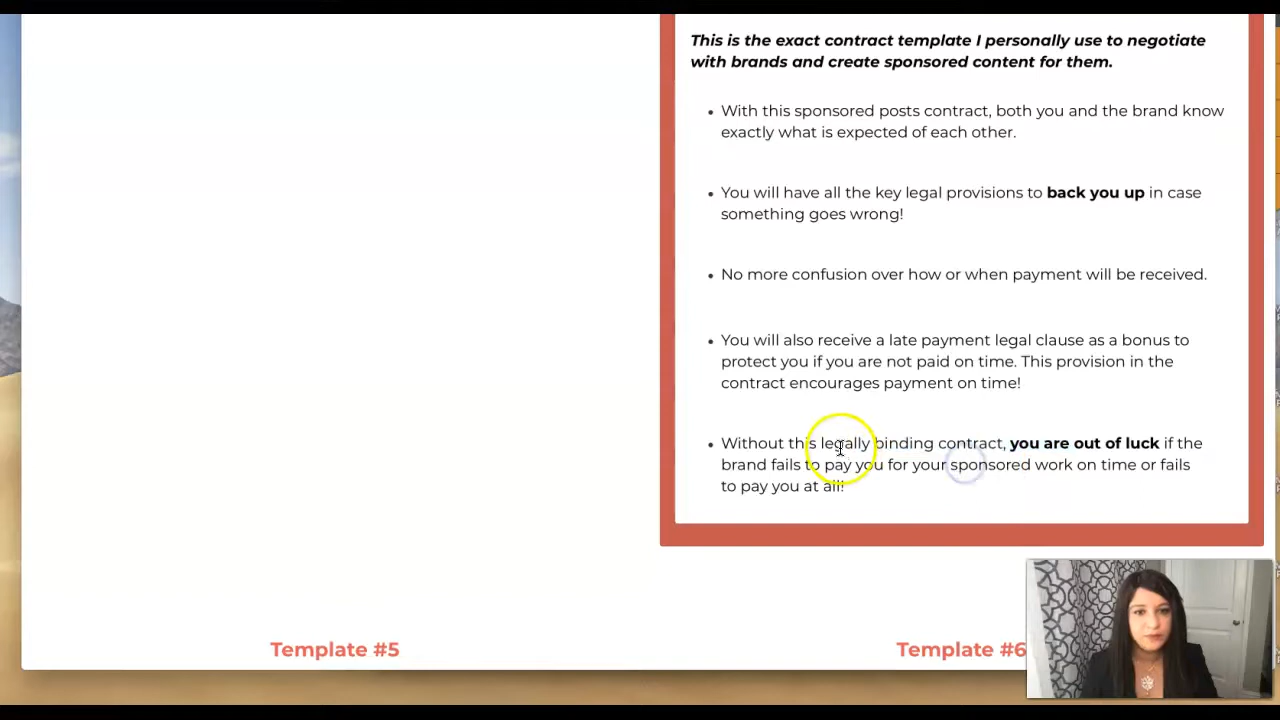 This is the exact contract template I personally use to negotiate
with brands and create sponsored content for them.
• With this sponsored posts contract, both you and the brand know
exactly what is expected of each other.
• You will have all the key legal provisions to back you up in case
something goes wrong!
• No more confusion over how or when payment will be received.
• You will also receive a late payment legal clause as a bonus to
protect you if you are not paid on time. This provision in the
contract encourages payment on time!
• Without this legally binding contract, you are out of luck if the
brand fails to pay you for your sponsored work on time or fails
to pay you at all!
Template #5
Template #6